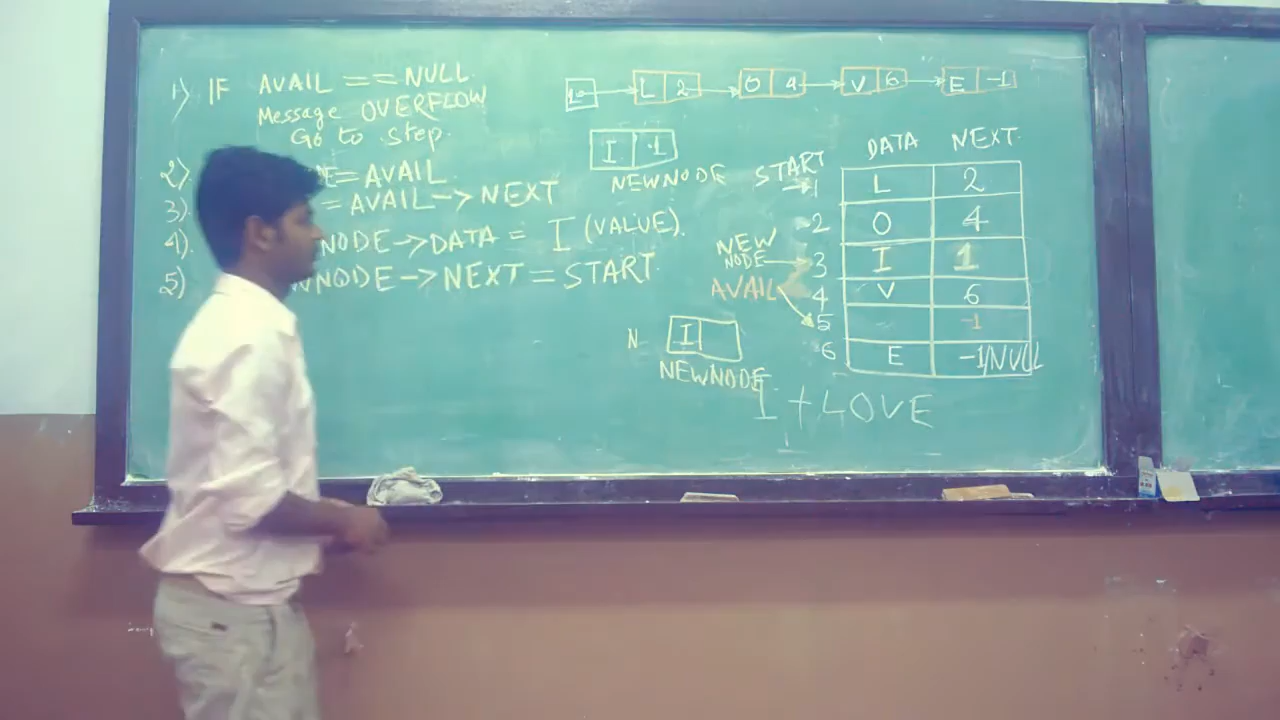 1) IF AVAIL == NULL
Message OVERFLOW
Go to step.
2) =AVAIL
3) = AVAIL->NEXT
4). NODE->DATA = I (VALUE).
5) NODE->NEXT = START.
1 L 2 O 4 V 6 E -1
I 1
NEWNODE
DATA NEXT
START 1 L 2
2 O 4
NEW NODE 3 I 1
AVAIL 4 V 6
5 -1
6 E -1/NULL
N I
NEWNODE
I + LOVE